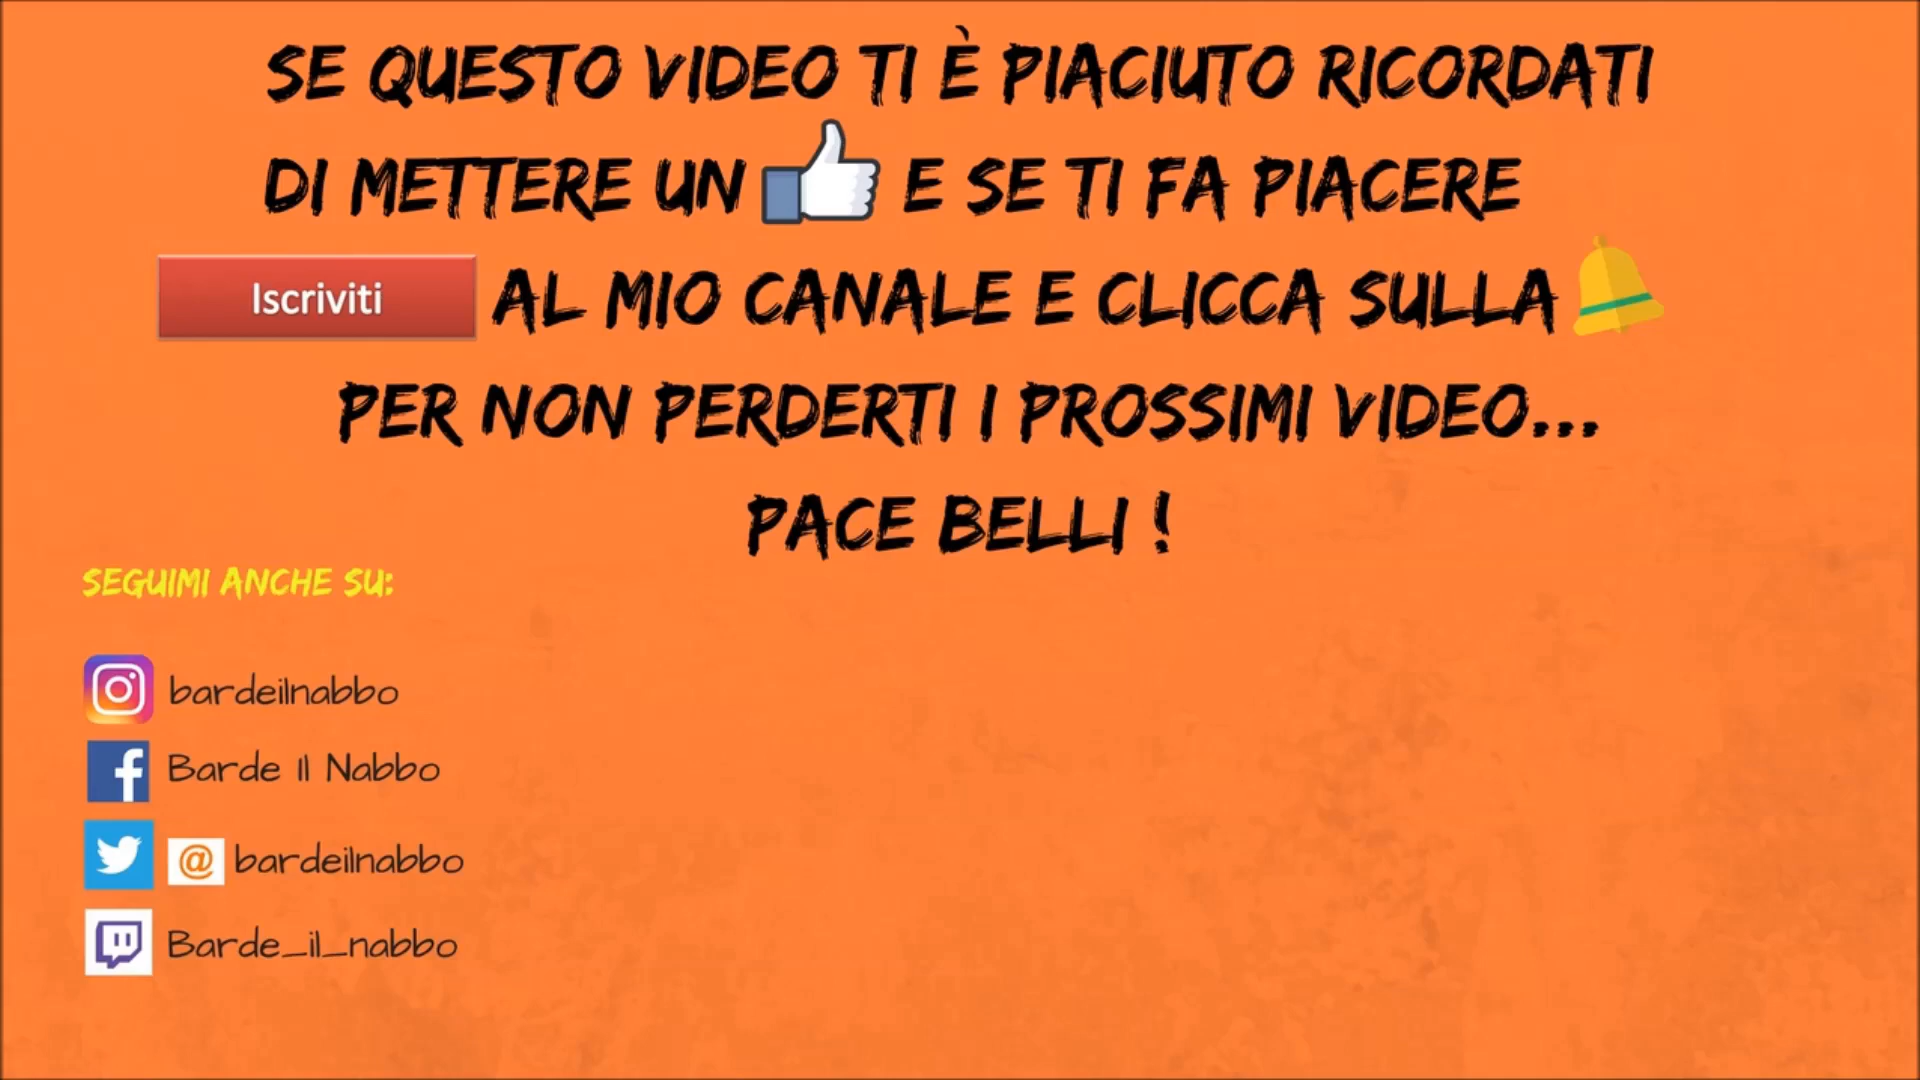 SE QUESTO VIDEO TI È PIACIUTO RICORDATI
DI METTERE UN E SE TI FA PIACERE
Iscriviti AL MIO CANALE E CLICCA SULLA
PER NON PERDERTI I PROSSIMI VIDEO...
PACE BELLI !
SEGUIMI ANCHE SU:
bardeilnabbo
Barde Il Nabbo
@ bardeilnabbo
Barde_il_nabbo